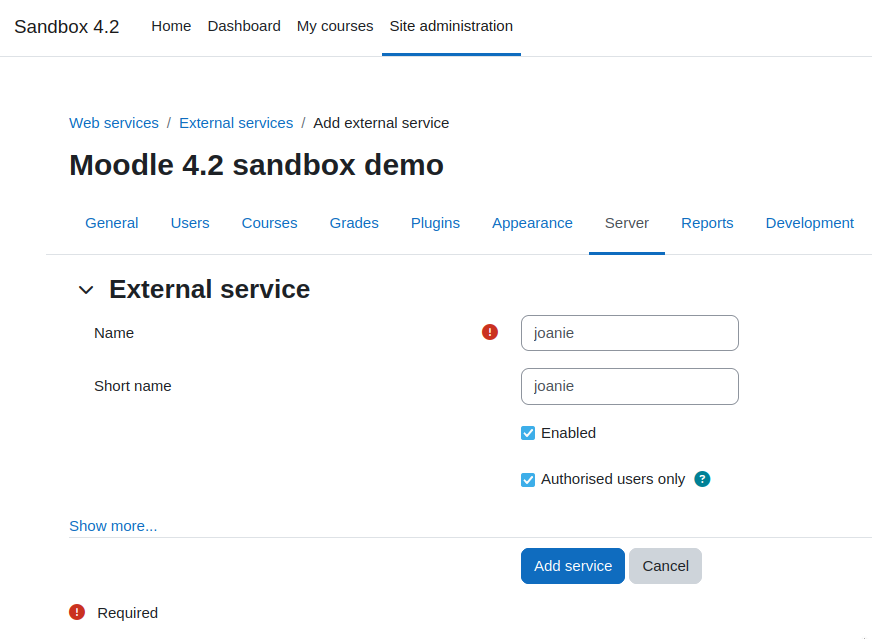 Sandbox 4.2 Home Dashboard My courses Site administration
Web services / External services / Add external service
Moodle 4.2 sandbox demo
General Users Courses Grades Plugins Appearance Server Reports Development
External service
Name ! joanie
Short name joanie
Enabled
Authorised users only ?
Show more...
Add service Cancel
! Required